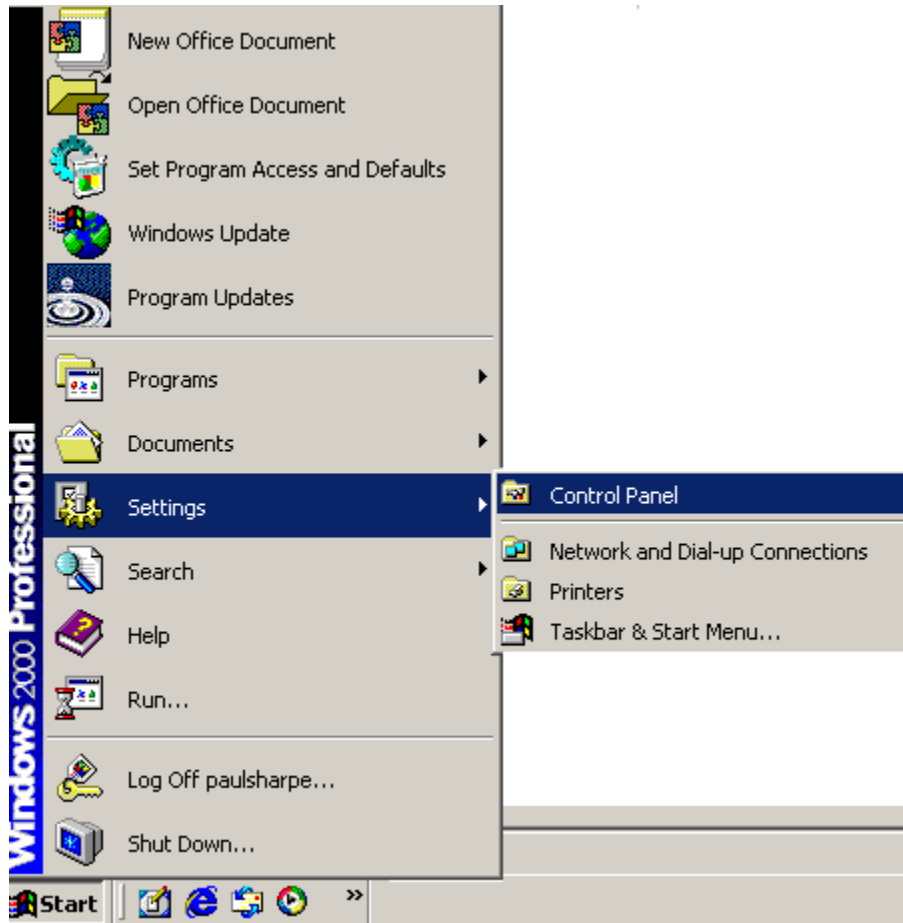 New Office Document
Open Office Document
Set Program Access and Defaults
Windows Update
Program Updates
Programs
Documents
Settings
Search
Help
Run...
Log Off paulsharpe...
Shut Down...
Control Panel
Network and Dial-up Connections
Printers
Taskbar & Start Menu...
Windows 2000 Professional
Start
»